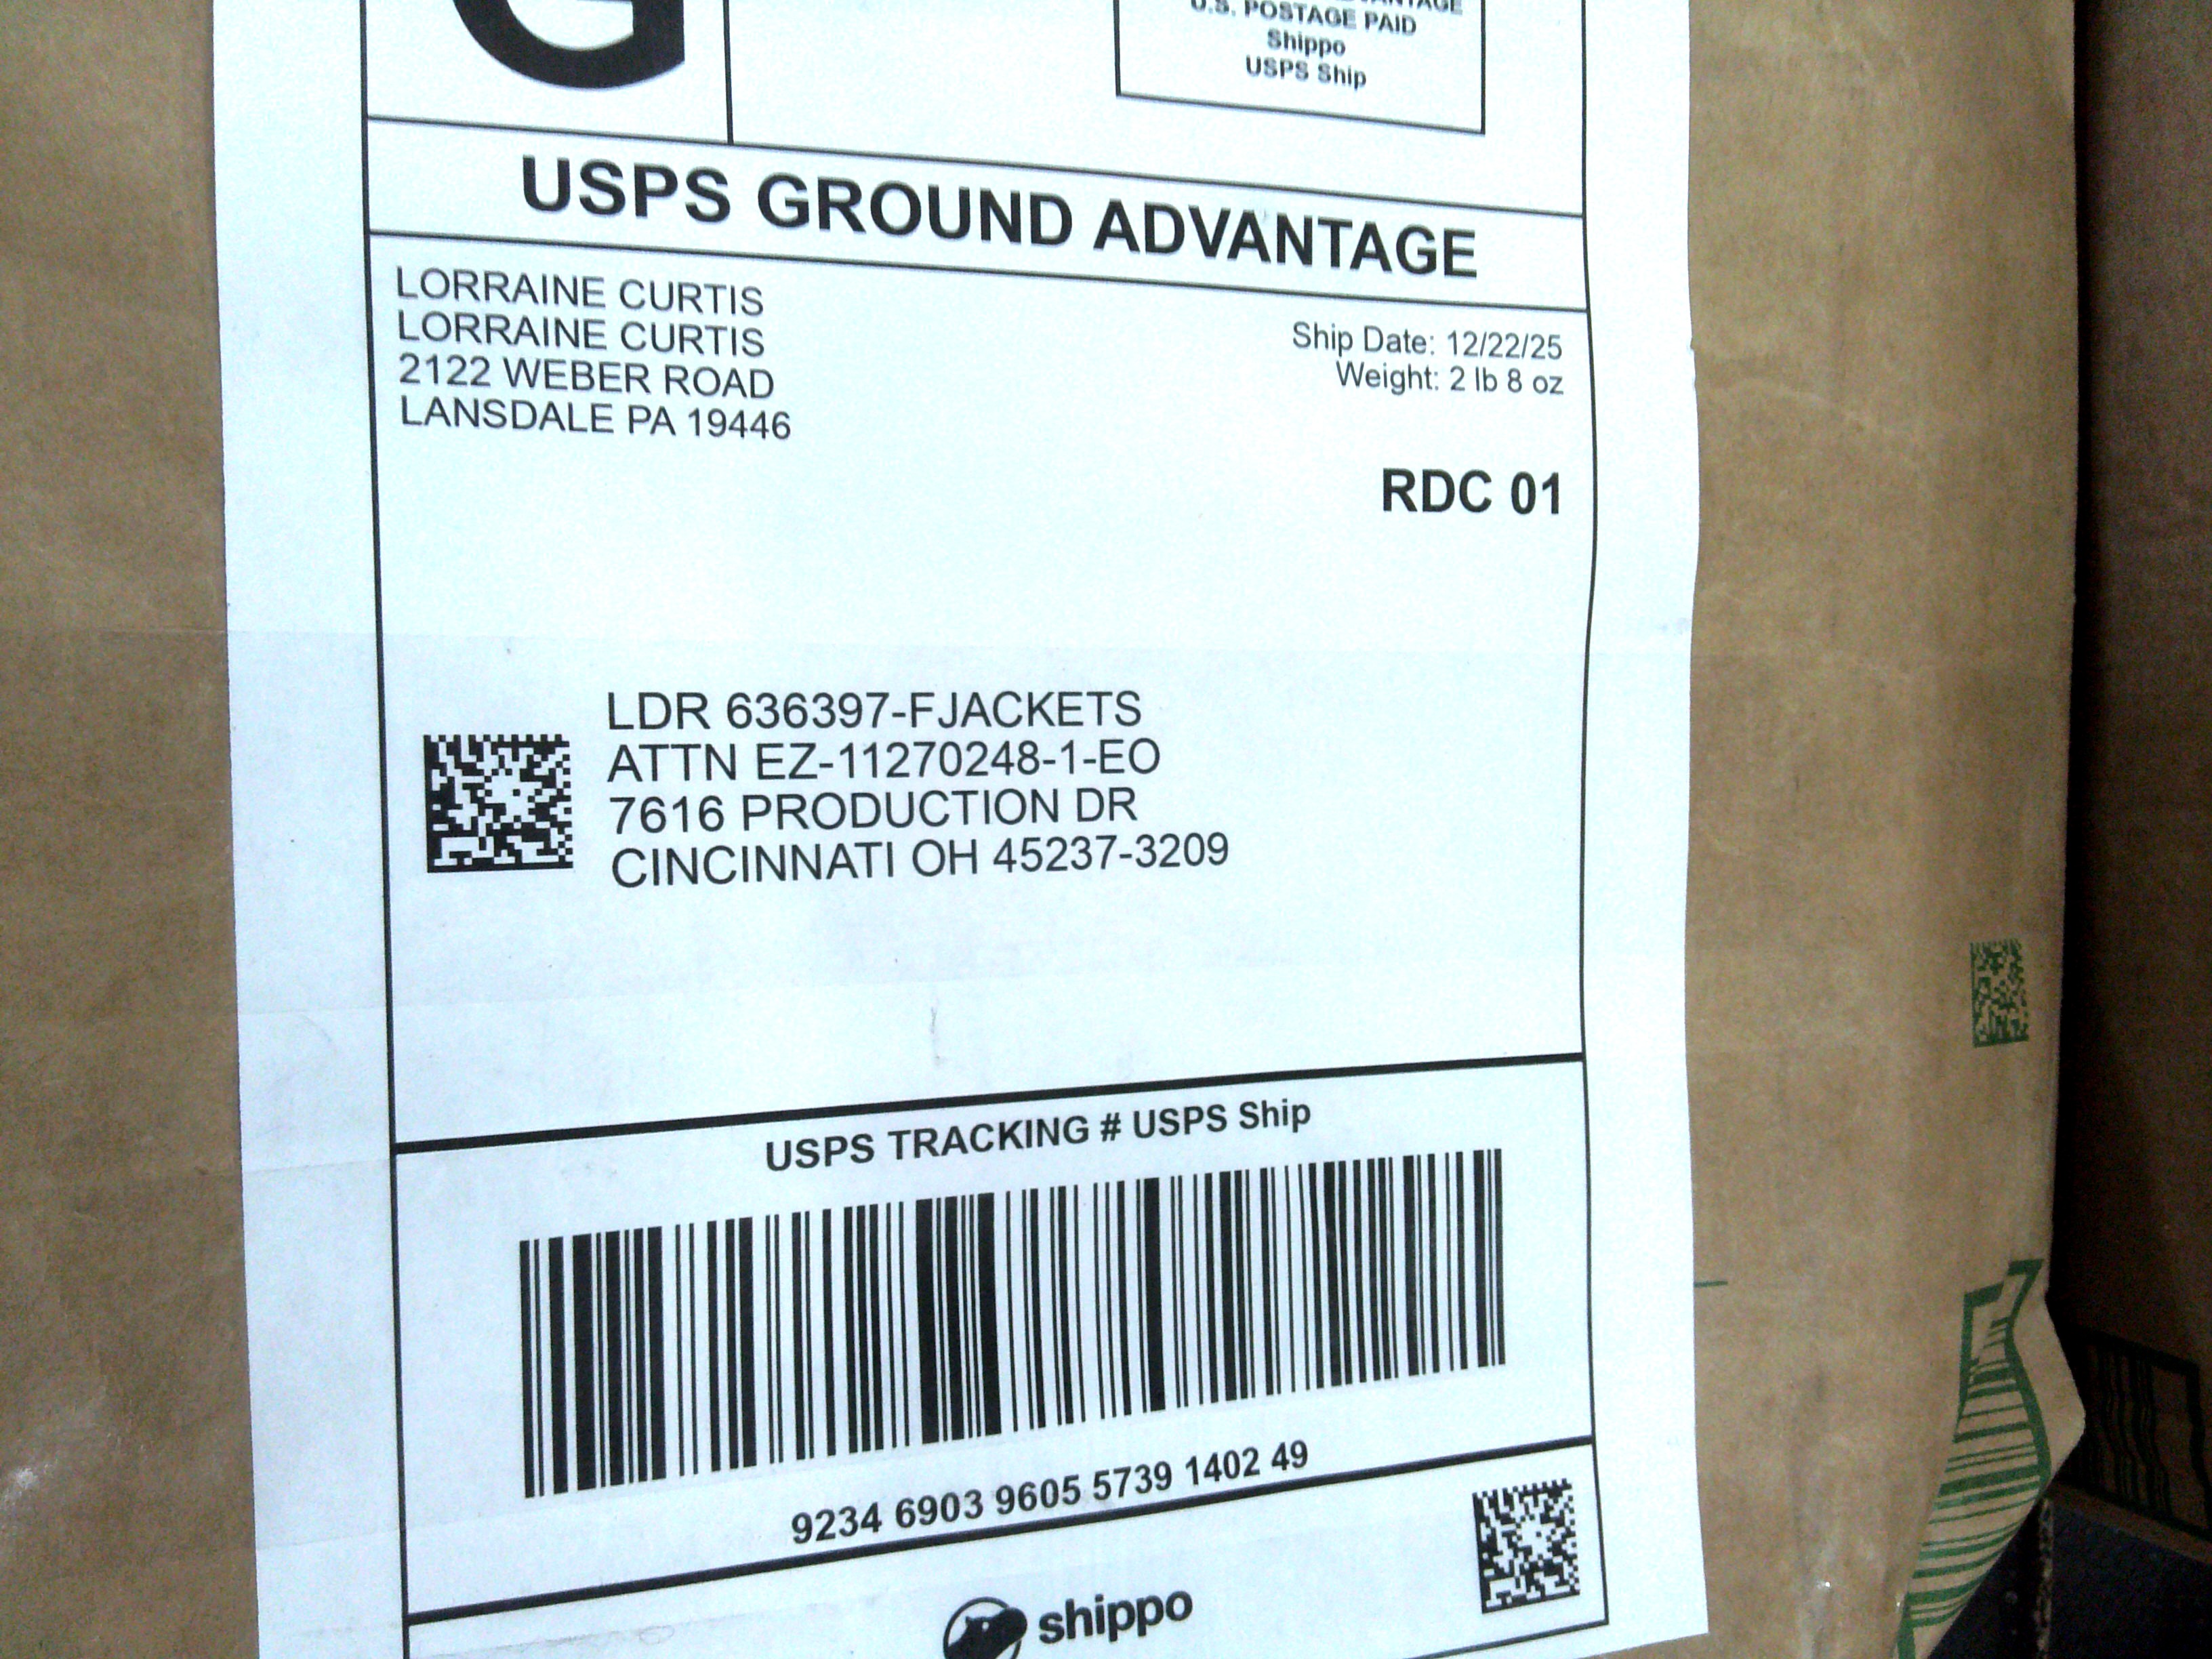 G
U.S. POSTAGE PAID
Shippo
USPS Ship
USPS GROUND ADVANTAGE
LORRAINE CURTIS
LORRAINE CURTIS
2122 WEBER ROAD
LANSDALE PA 19446
Ship Date: 12/22/25
Weight: 2 lb 8 oz
RDC 01
LDR 636397-FJACKETS
ATTN EZ-11270248-1-EO
7616 PRODUCTION DR
CINCINNATI OH 45237-3209
USPS TRACKING # USPS Ship
9234 6903 9605 5739 1402 49
shippo